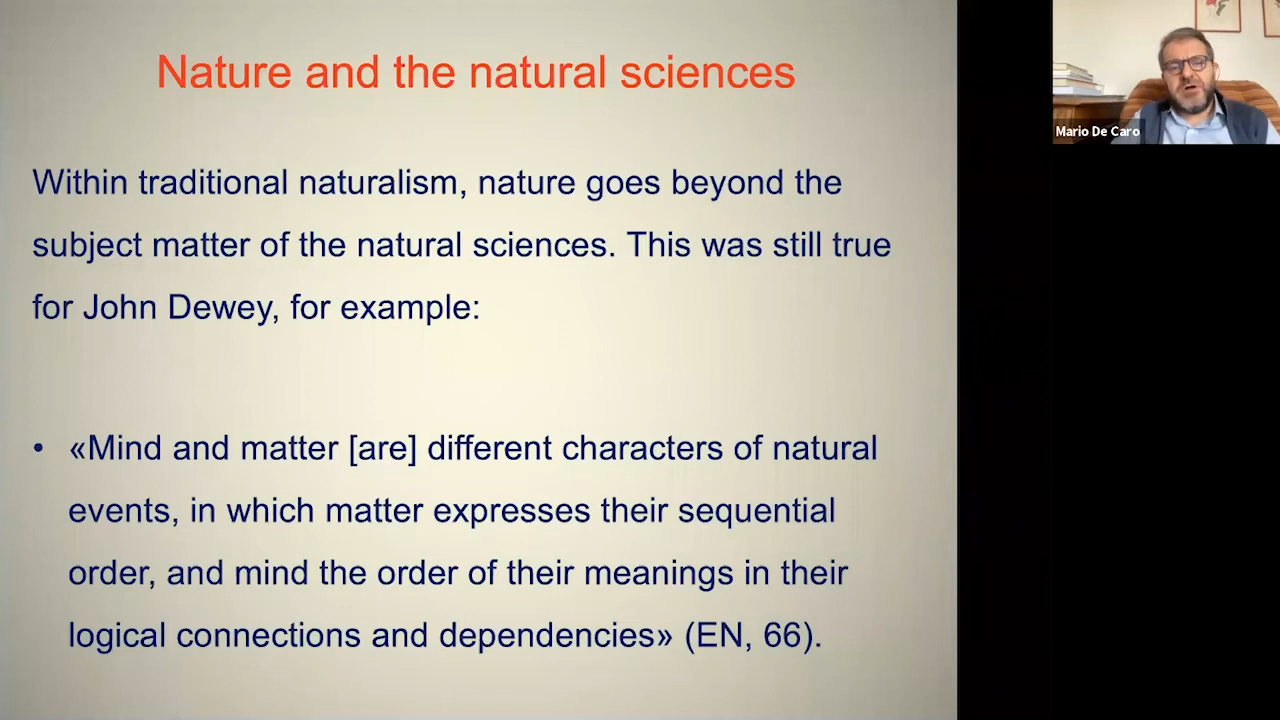 Nature and the natural sciences
Within traditional naturalism, nature goes beyond the
subject matter of the natural sciences. This was still true
for John Dewey, for example:
• «Mind and matter [are] different characters of natural
events, in which matter expresses their sequential
order, and mind the order of their meanings in their
logical connections and dependencies» (EN, 66).
Mario De Caro